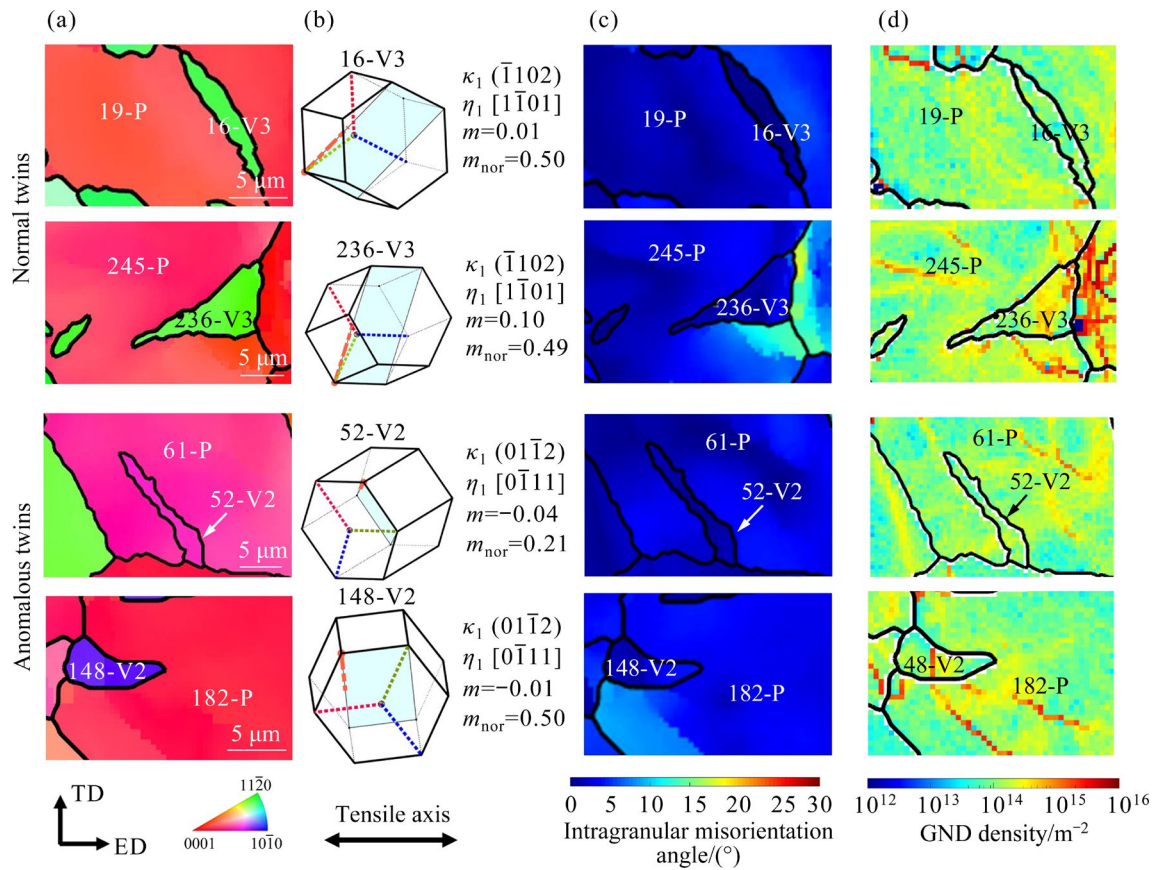 (a) (b) (c) (d)
Normal twins
19-P
16-V3
5 μm
16-V3
κ₁ (1̅102)
η₁ [11̅01]
m=0.01
mₙₒᵣ=0.50
19-P
16-V3
19-P
16-V3
245-P
236-V3
5 μm
236-V3
κ₁ (1̅102)
η₁ [11̅01]
m=0.10
mₙₒᵣ=0.49
245-P
236-V3
245-P
236-V3
Anomalous twins
61-P
52-V2
5 μm
52-V2
κ₁ (011̅2)
η₁ [01̅11]
m=−0.04
mₙₒᵣ=0.21
61-P
52-V2
61-P
52-V2
148-V2
182-P
5 μm
148-V2
κ₁ (011̅2)
η₁ [01̅11]
m=−0.01
mₙₒᵣ=0.50
148-V2
182-P
48-V2
182-P
TD
ED
112̅0
0001 101̅0
Tensile axis
0 5 10 15 20 25 30
Intragranular misorientation
angle/(°)
10¹² 10¹³ 10¹⁴ 10¹⁵ 10¹⁶
GND density/m⁻²